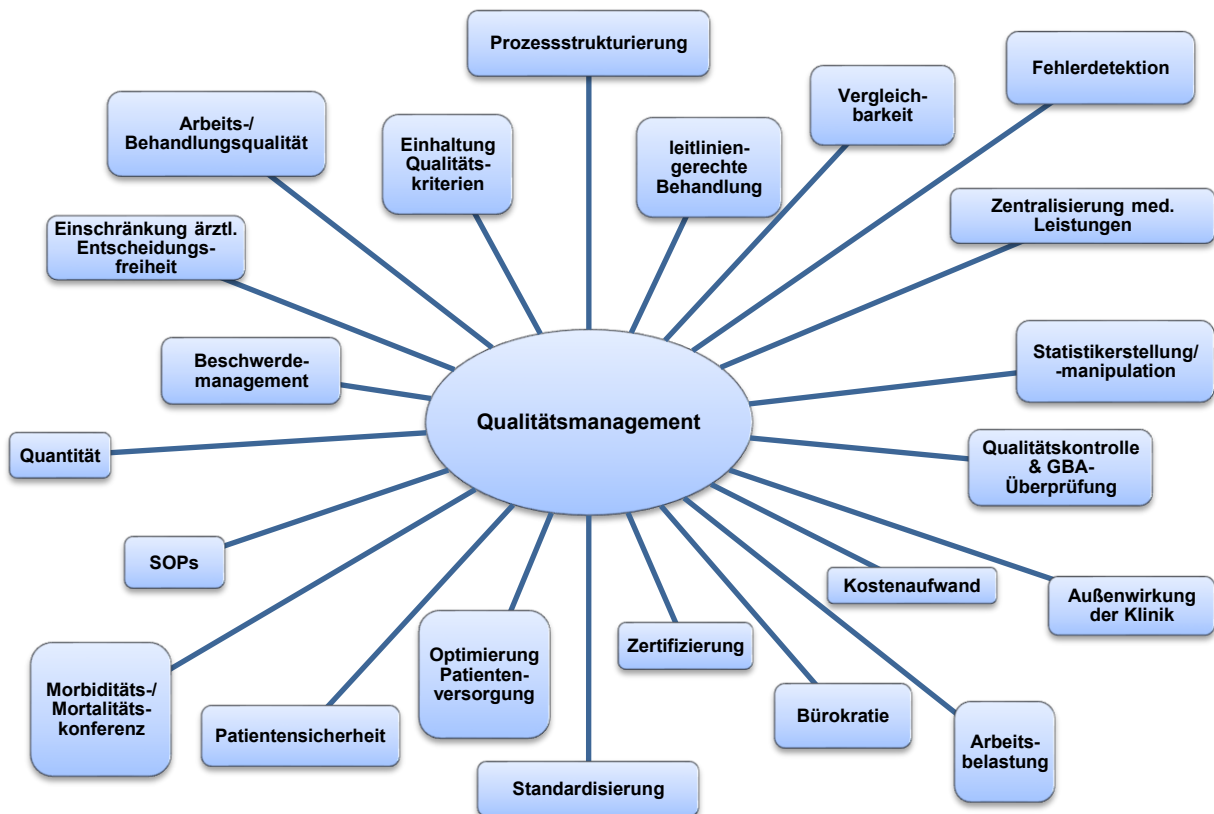 Prozessstrukturierung
Fehlerdetektion
Vergleich-
barkeit
Arbeits-/
Behandlungsqualität
Einhaltung
Qualitäts-
kriterien
leitlinien-
gerechte
Behandlung
Zentralisierung med.
Leistungen
Einschränkung ärztl.
Entscheidungs-
freiheit
Beschwerde-
management
Statistikerstellung/
-manipulation
Qualitätsmanagement
Quantität
Qualitätskontrolle
& GBA-
Überprüfung
SOPs
Kostenaufwand
Außenwirkung
der Klinik
Optimierung
Patienten-
versorgung
Zertifizierung
Morbiditäts-/
Mortalitäts-
konferenz
Patientensicherheit
Bürokratie
Arbeits-
belastung
Standardisierung